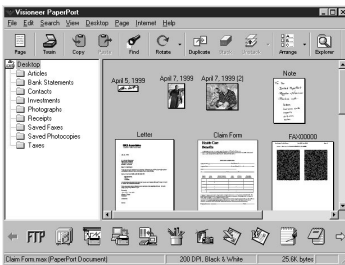 Visioneer PaperPort
File Edit Search View Desktop Page Internet Help
Page Twain Copy Paste Find Rotate Duplicate Stack Unstack Arrange Explorer
Desktop
Articles
Bank Statements
Contacts
Investments
Photographs
Receipts
Saved Faxes
Saved Photocopies
Taxes
April 5, 1999
April 7, 1999
April 7, 1999 (2)
Note
Letter
Claim Form
FAX00000
FTP
Claim Form.max (PaperPort Document)
200 DPI, Black & White
25.6K bytes